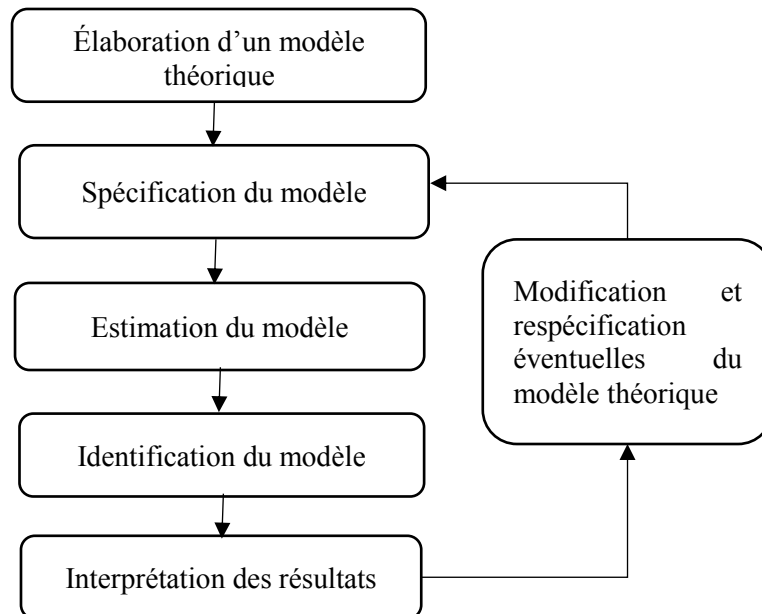 Élaboration d’un modèle
théorique
Spécification du modèle
Estimation du modèle
Modification et
respécification
éventuelles du
modèle théorique
Identification du modèle
Interprétation des résultats